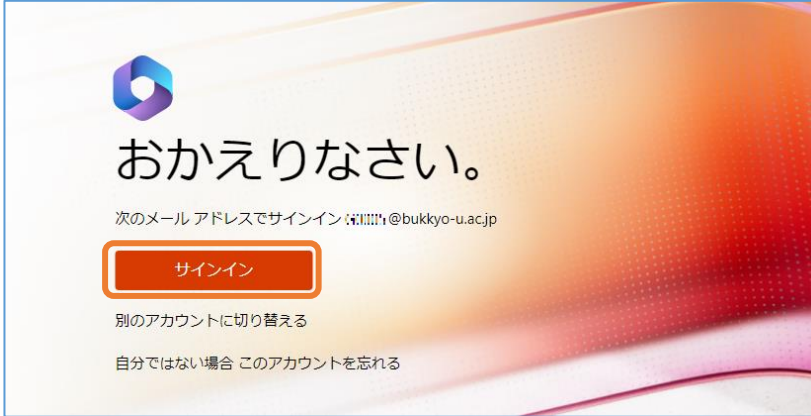 おかえりなさい。
次のメール アドレスでサインイン @bukkyo-u.ac.jp
サインイン
別のアカウントに切り替える
自分ではない場合 このアカウントを忘れる